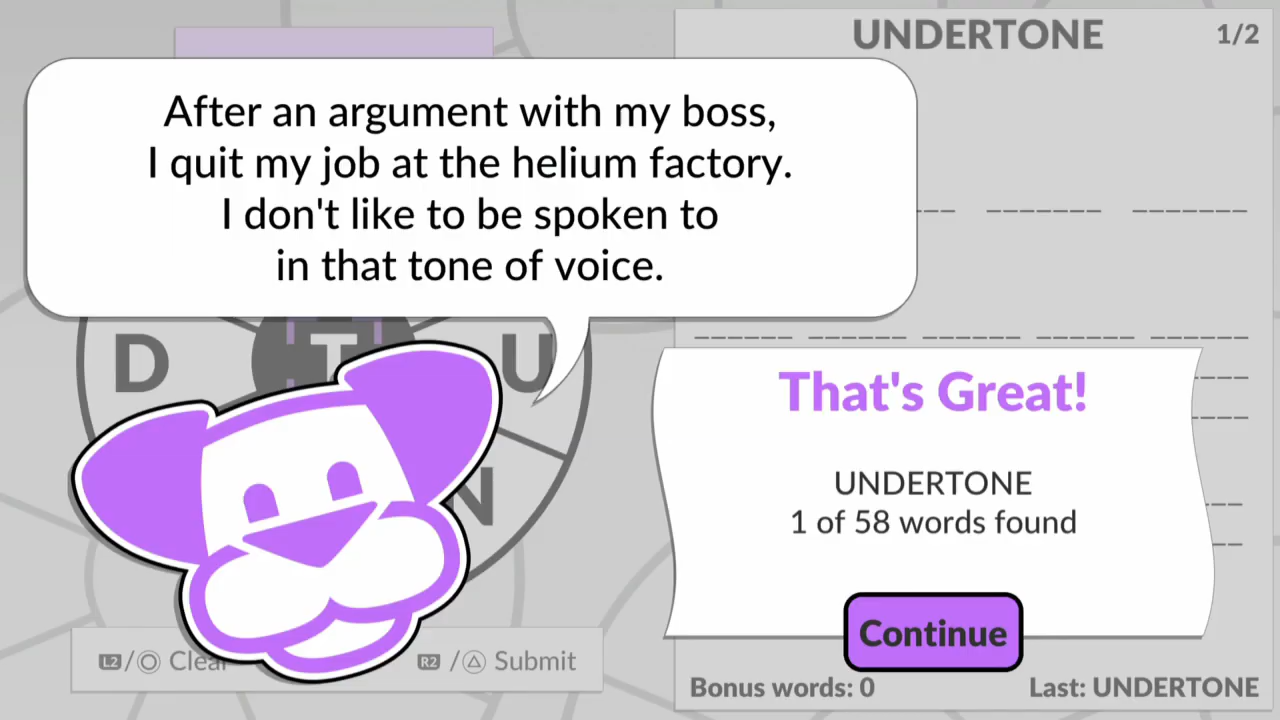 UNDERTONE
1/2
After an argument with my boss,
I quit my job at the helium factory.
I don't like to be spoken to
in that tone of voice.
D
T
U
N
That's Great!
UNDERTONE
1 of 58 words found
Continue
L2/ Clear
R2 / Submit
Bonus words: 0
Last: UNDERTONE